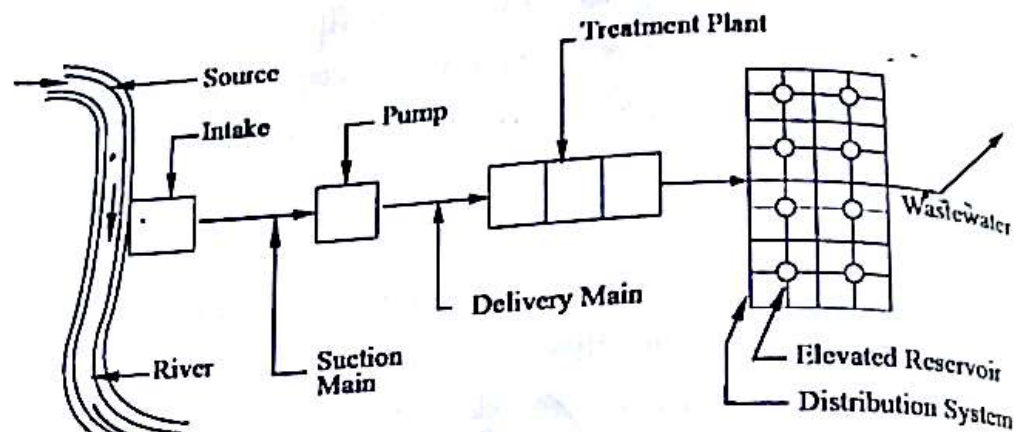 Treatment Plant
Source
Pump
Intake
Wastewater
Delivery Main
Elevated Reservoir
River
Suction
Main
Distribution System